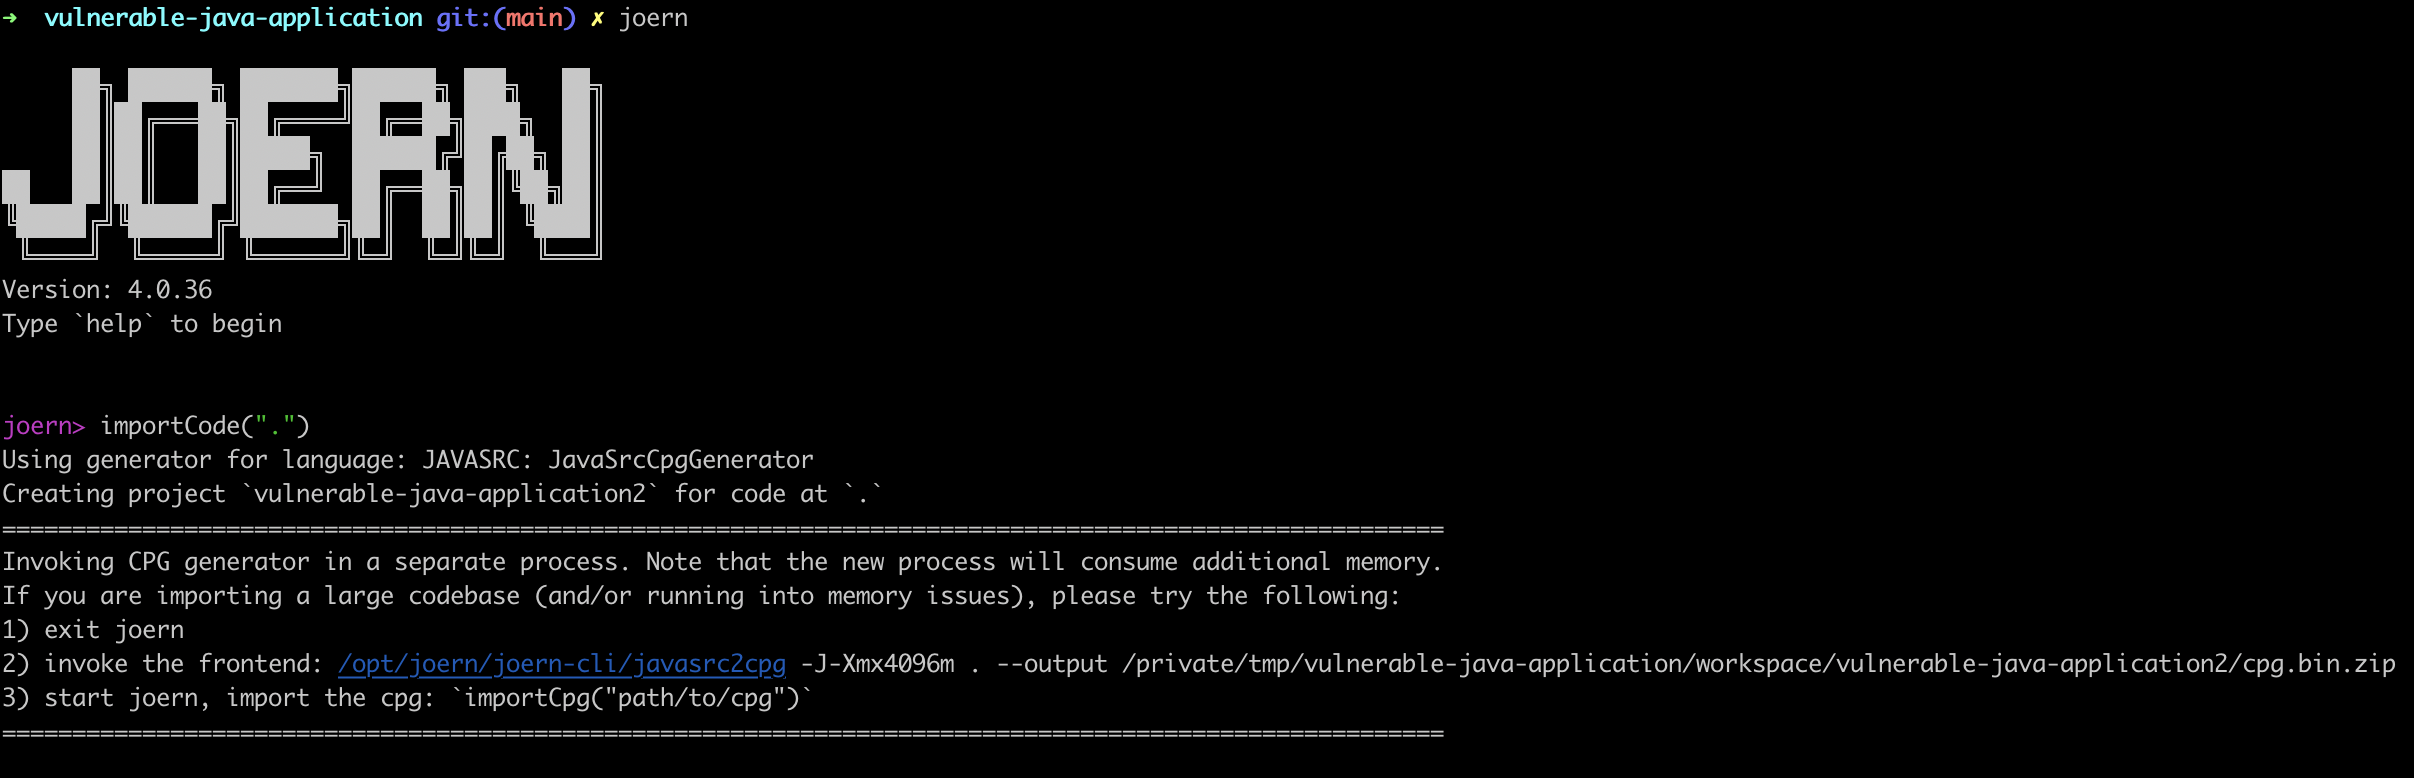 ➜  vulnerable-java-application git:(main) ✗ joern
JOERN
Version: 4.0.36
Type `help` to begin
joern> importCode(".")
Using generator for language: JAVASRC: JavaSrcCpgGenerator
Creating project `vulnerable-java-application2` for code at `.`
=======================================================================================================
Invoking CPG generator in a separate process. Note that the new process will consume additional memory.
If you are importing a large codebase (and/or running into memory issues), please try the following:
1) exit joern
2) invoke the frontend: /opt/joern/joern-cli/javasrc2cpg -J-Xmx4096m . --output /private/tmp/vulnerable-java-application/workspace/vulnerable-java-application2/cpg.bin.zip
3) start joern, import the cpg: `importCpg("path/to/cpg")`
=======================================================================================================